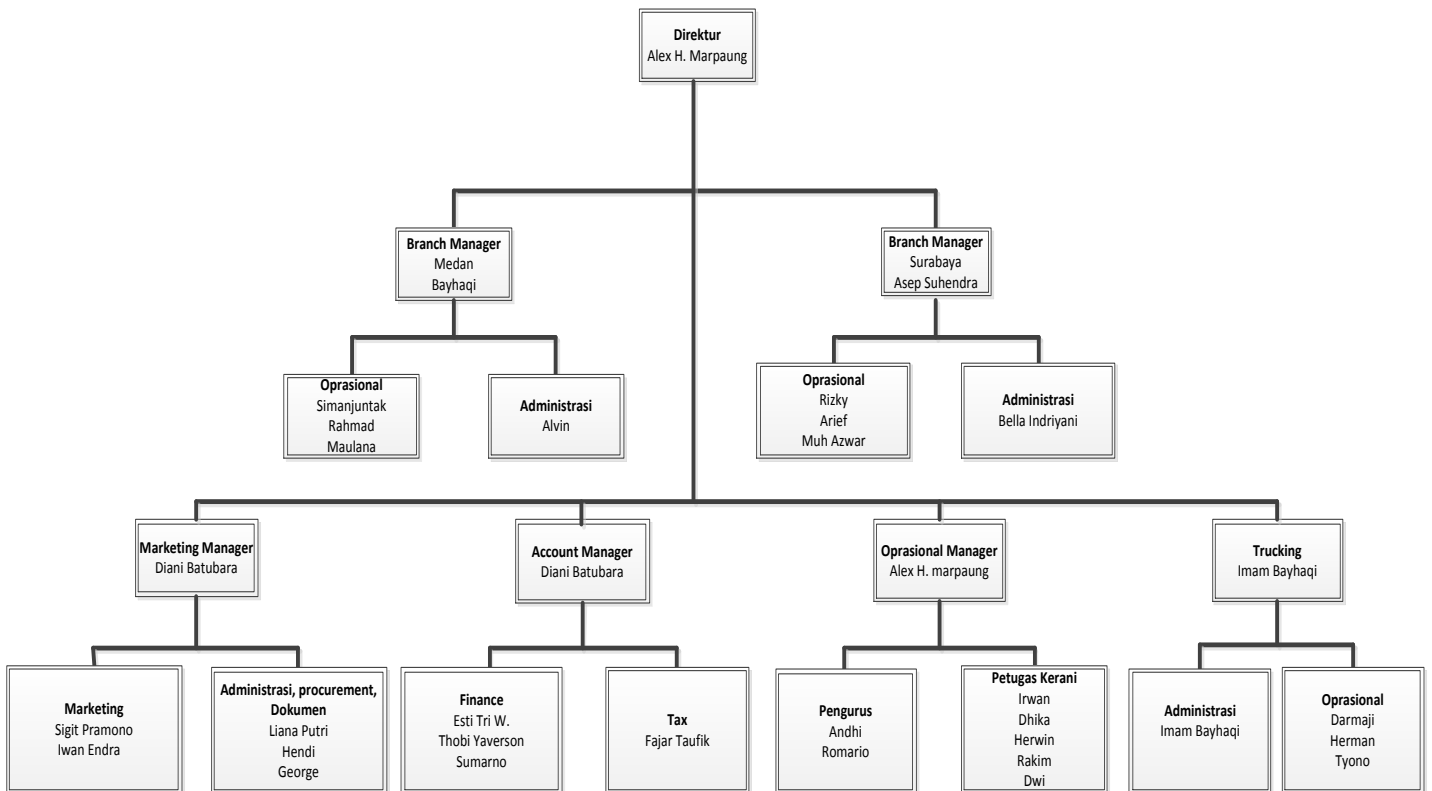 Direktur
Alex H. Marpaung
Branch Manager
Medan
Bayhaqi
Branch Manager
Surabaya
Asep Suhendra
Oprasional
Simanjuntak
Rahmad
Maulana
Administrasi
Alvin
Oprasional
Rizky
Arief
Muh Azwar
Administrasi
Bella Indriyani
Marketing Manager
Diani Batubara
Account Manager
Diani Batubara
Oprasional Manager
Alex H. marpaung
Trucking
Imam Bayhaqi
Marketing
Sigit Pramono
Iwan Endra
Administrasi, procurement,
Dokumen
Liana Putri
Hendi
George
Finance
Esti Tri W.
Thobi Yaverson
Sumarno
Tax
Fajar Taufik
Pengurus
Andhi
Romario
Petugas Kerani
Irwan
Dhika
Herwin
Rakim
Dwi
Administrasi
Imam Bayhaqi
Oprasional
Darmaji
Herman
Tyono